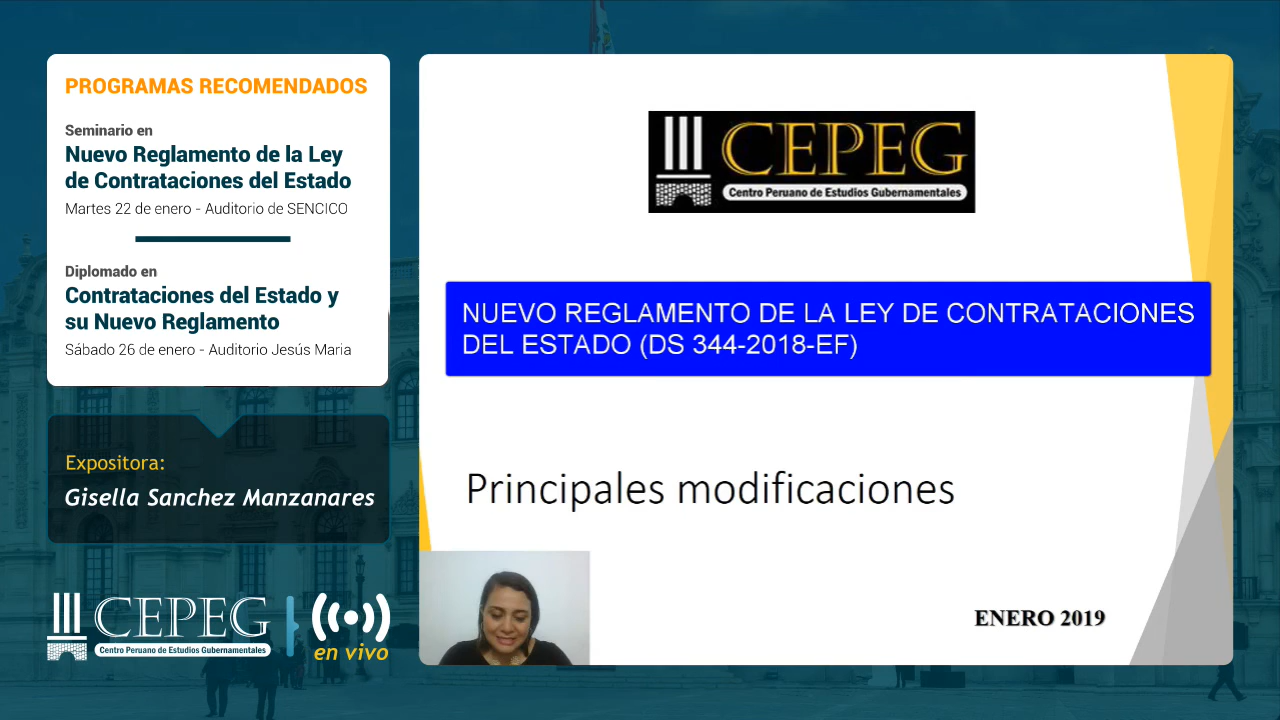 PROGRAMAS RECOMENDADOS
Seminario en
Nuevo Reglamento de la Ley
de Contrataciones del Estado
Martes 22 de enero - Auditorio de SENCICO
Diplomado en
Contrataciones del Estado y
su Nuevo Reglamento
Sábado 26 de enero - Auditorio Jesús Maria
Expositora:
Gisella Sanchez Manzanares
CEPEG
Centro Peruano de Estudios Gubernamentales
en vivo
CEPEG
Centro Peruano de Estudios Gubernamentales
NUEVO REGLAMENTO DE LA LEY DE CONTRATACIONES
DEL ESTADO (DS 344-2018-EF)
Principales modificaciones
ENERO 2019